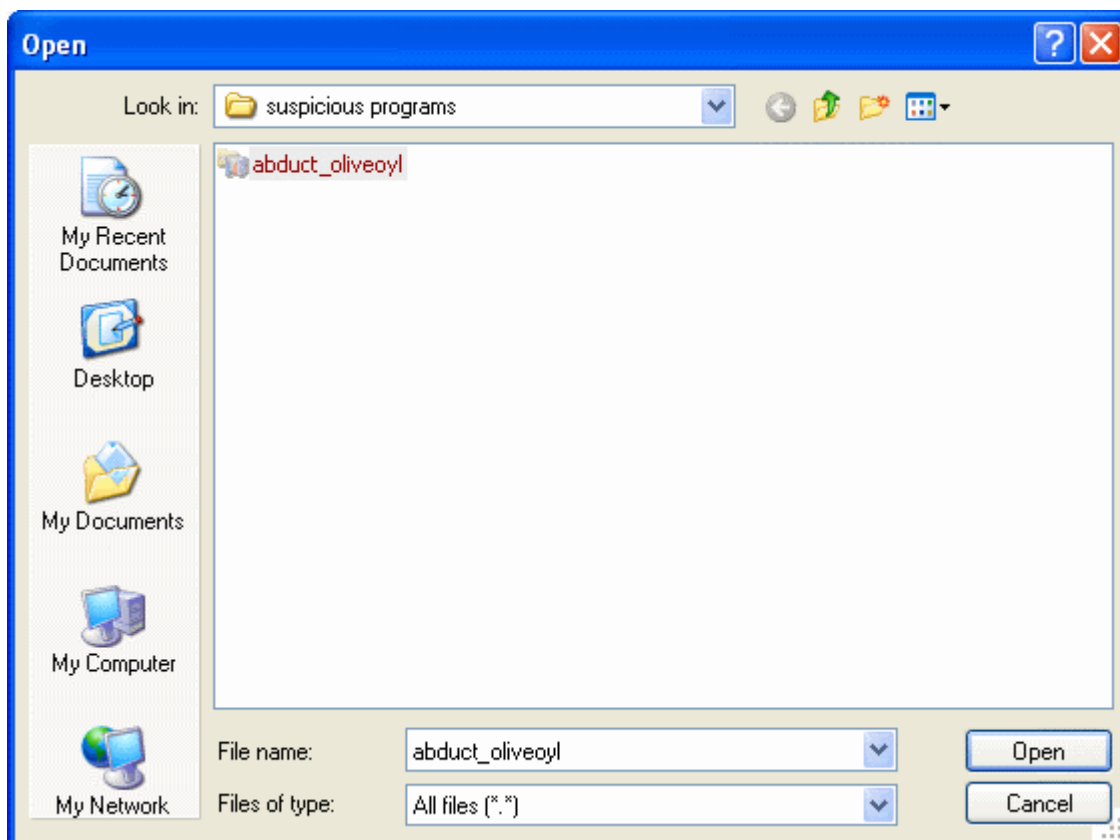 Open
Look in:
suspicious programs
abduct_oliveoyl
My Recent
Documents
Desktop
My Documents
My Computer
My Network
File name:
abduct_oliveoyl
Open
Files of type:
All files (*.*)
Cancel